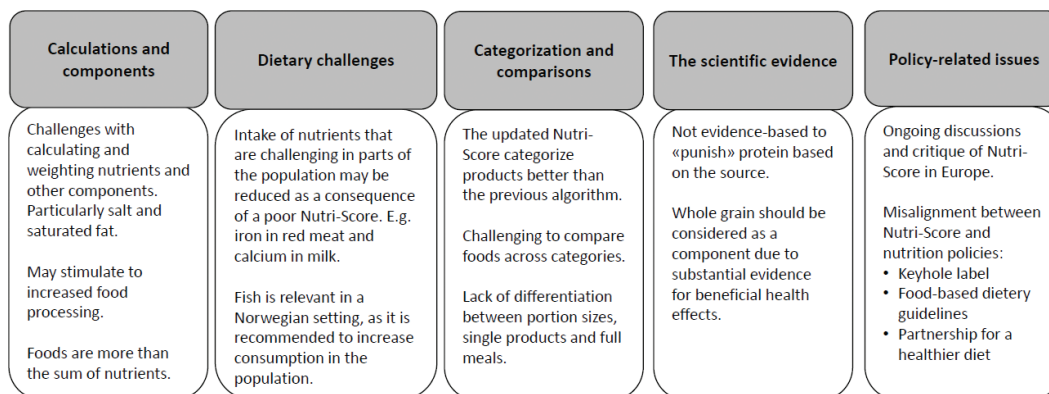 Calculations and
components
Challenges with
calculating and
weighting nutrients and
other components.
Particularly salt and
saturated fat.
May stimulate to
increased food
processing.
Foods are more than
the sum of nutrients.
Dietary challenges
Intake of nutrients that
are challenging in parts of
the population may be
reduced as a consequence
of a poor Nutri-Score. E.g.
iron in red meat and
calcium in milk.
Fish is relevant in a
Norwegian setting, as it is
recommended to increase
consumption in the
population.
Categorization and
comparisons
The updated Nutri-
Score categorize
products better than
the previous algorithm.
Challenging to compare
foods across categories.
Lack of differentiation
between portion sizes,
single products and full
meals.
The scientific evidence
Not evidence-based to
«punish» protein based
on the source.
Whole grain should be
considered as a
component due to
substantial evidence
for beneficial health
effects.
Policy-related issues
Ongoing discussions
and critique of Nutri-
Score in Europe.
Misalignment between
Nutri-Score and
nutrition policies:
• Keyhole label
• Food-based dietery
guidelines
• Partnership for a
healthier diet